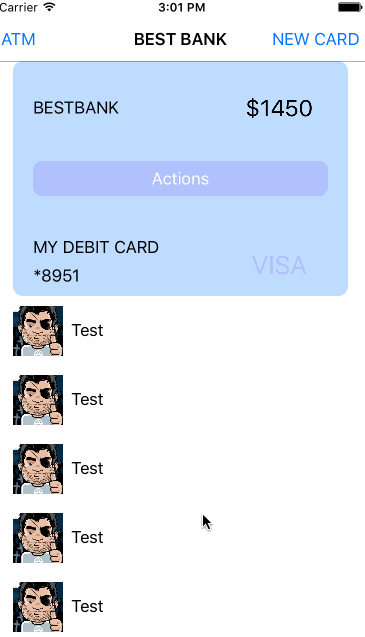 Carrier 3:01 PM
ATM BEST BANK NEW CARD
BESTBANK $1450
Actions
MY DEBIT CARD
*8951 VISA
Test
Test
Test
Test
Test